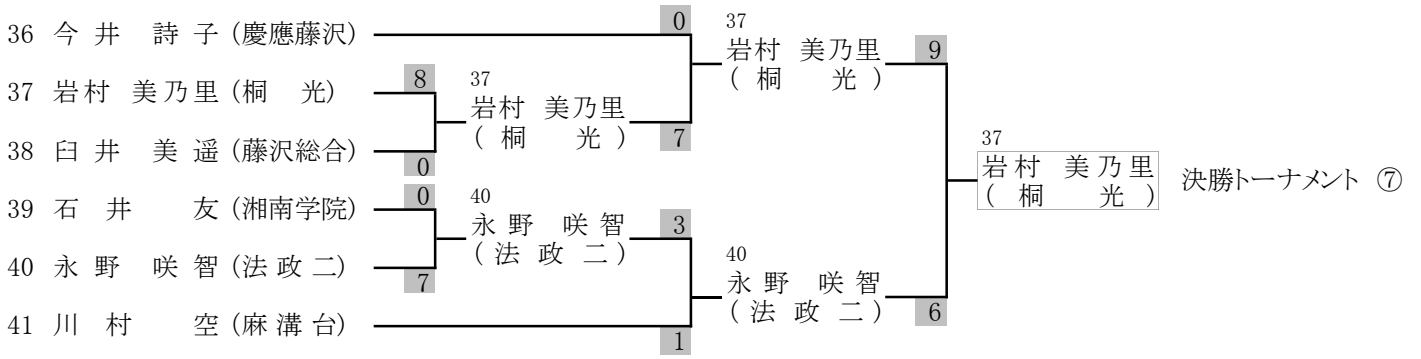 36 今井 詩子 (慶應藤沢)
0
37
岩村 美乃里
(桐 光)
9
37 岩村 美乃里 (桐 光)
8
37
岩村 美乃里
(桐 光)
7
38 臼井 美遥 (藤沢総合)
0
37
岩村 美乃里
(桐 光)
決勝トーナメント ⑦
39 石井 友 (湘南学院)
0
40
永野 咲智
(法政二)
3
40 永野 咲智 (法政二)
7
40
永野 咲智
(法政二)
6
41 川村 空 (麻溝台)
1